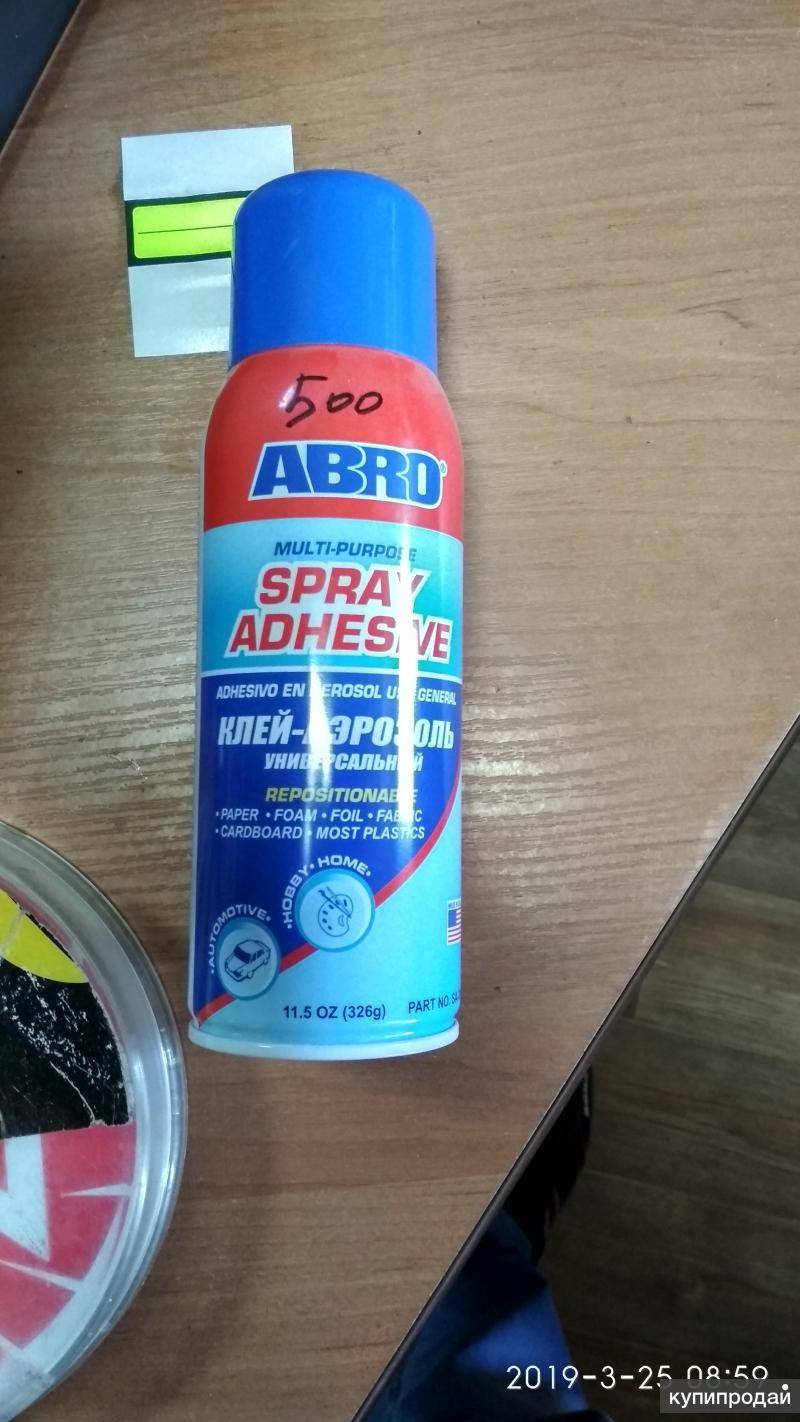 500
ABRO®
MULTI-PURPOSE
SPRAY
ADHESIVE
ADHESIVO EN AEROSOL USO GENERAL
КЛЕЙ-АЭРОЗОЛЬ
УНИВЕРСАЛЬНЫЙ
REPOSITIONABLE
•PAPER •FOAM •FOIL •FABRIC
•CARDBOARD •MOST PLASTICS
•HOBBY•HOME•
•AUTOMOTIVE•
11.5 OZ (326g)
PART NO.
2019-3-25 08:59
купипродай